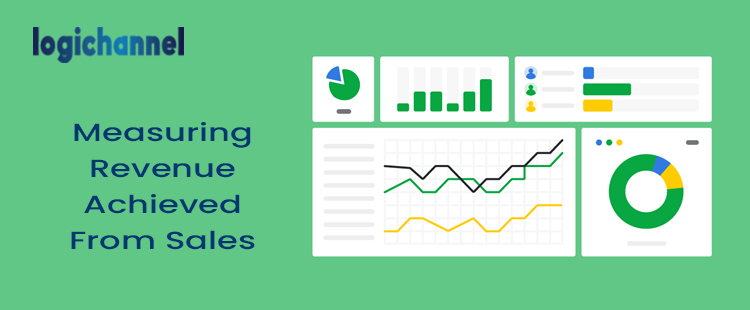 logichannel
Measuring
Revenue
Achieved
From Sales